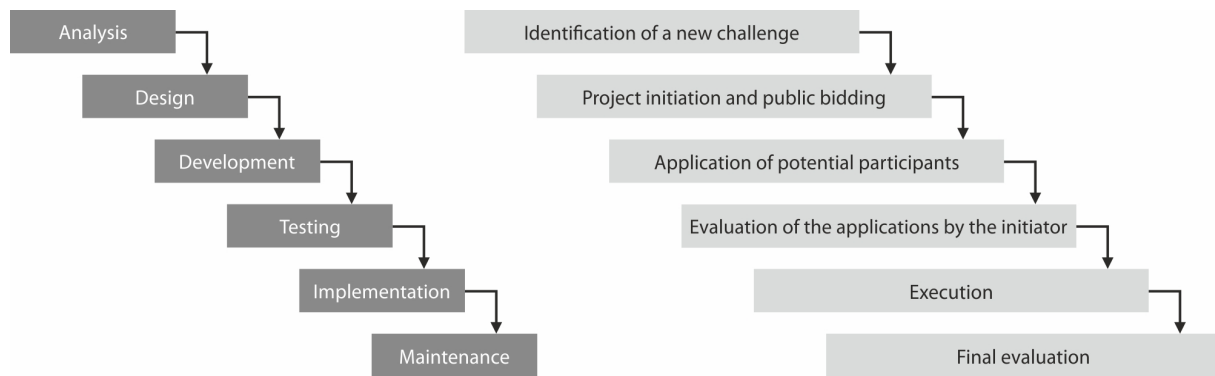 Analysis
Design
Development
Testing
Implementation
Maintenance
Identification of a new challenge
Project initiation and public bidding
Application of potential participants
Evaluation of the applications by the initiator
Execution
Final evaluation